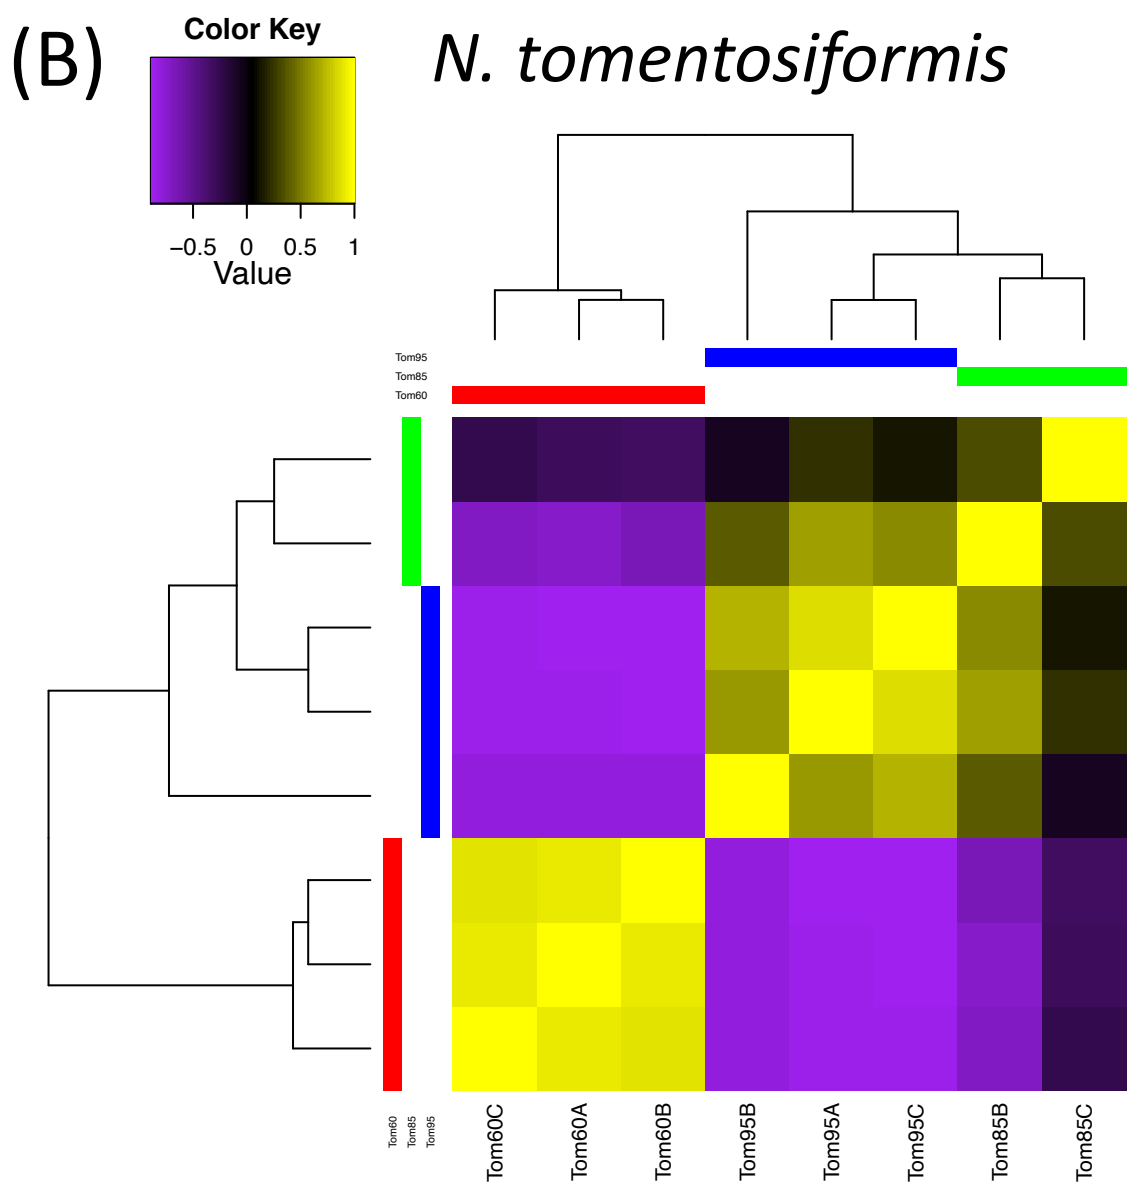 (B)
Color Key
N. tomentosiformis
−0.5 0 0.5 1
Value
Tom95
Tom85
Tom60
Tom60
Tom85
Tom95
Tom60C
Tom60A
Tom60B
Tom95B
Tom95A
Tom95C
Tom85B
Tom85C